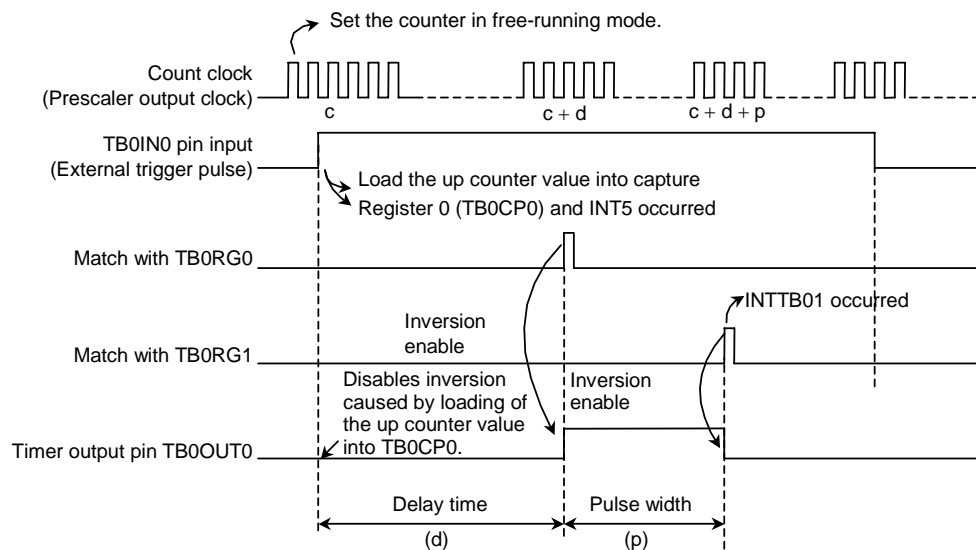 Set the counter in free-running mode.
Count clock
(Prescaler output clock)
c
c + d
c + d + p
TB0IN0 pin input
(External trigger pulse)
Load the up counter value into capture
Register 0 (TB0CP0) and INT5 occurred
Match with TB0RG0
INTTB01 occurred
Inversion
enable
Match with TB0RG1
Disables inversion
caused by loading of
the up counter value
into TB0CP0.
Inversion
enable
Timer output pin TB0OUT0
Delay time
(d)
Pulse width
(p)